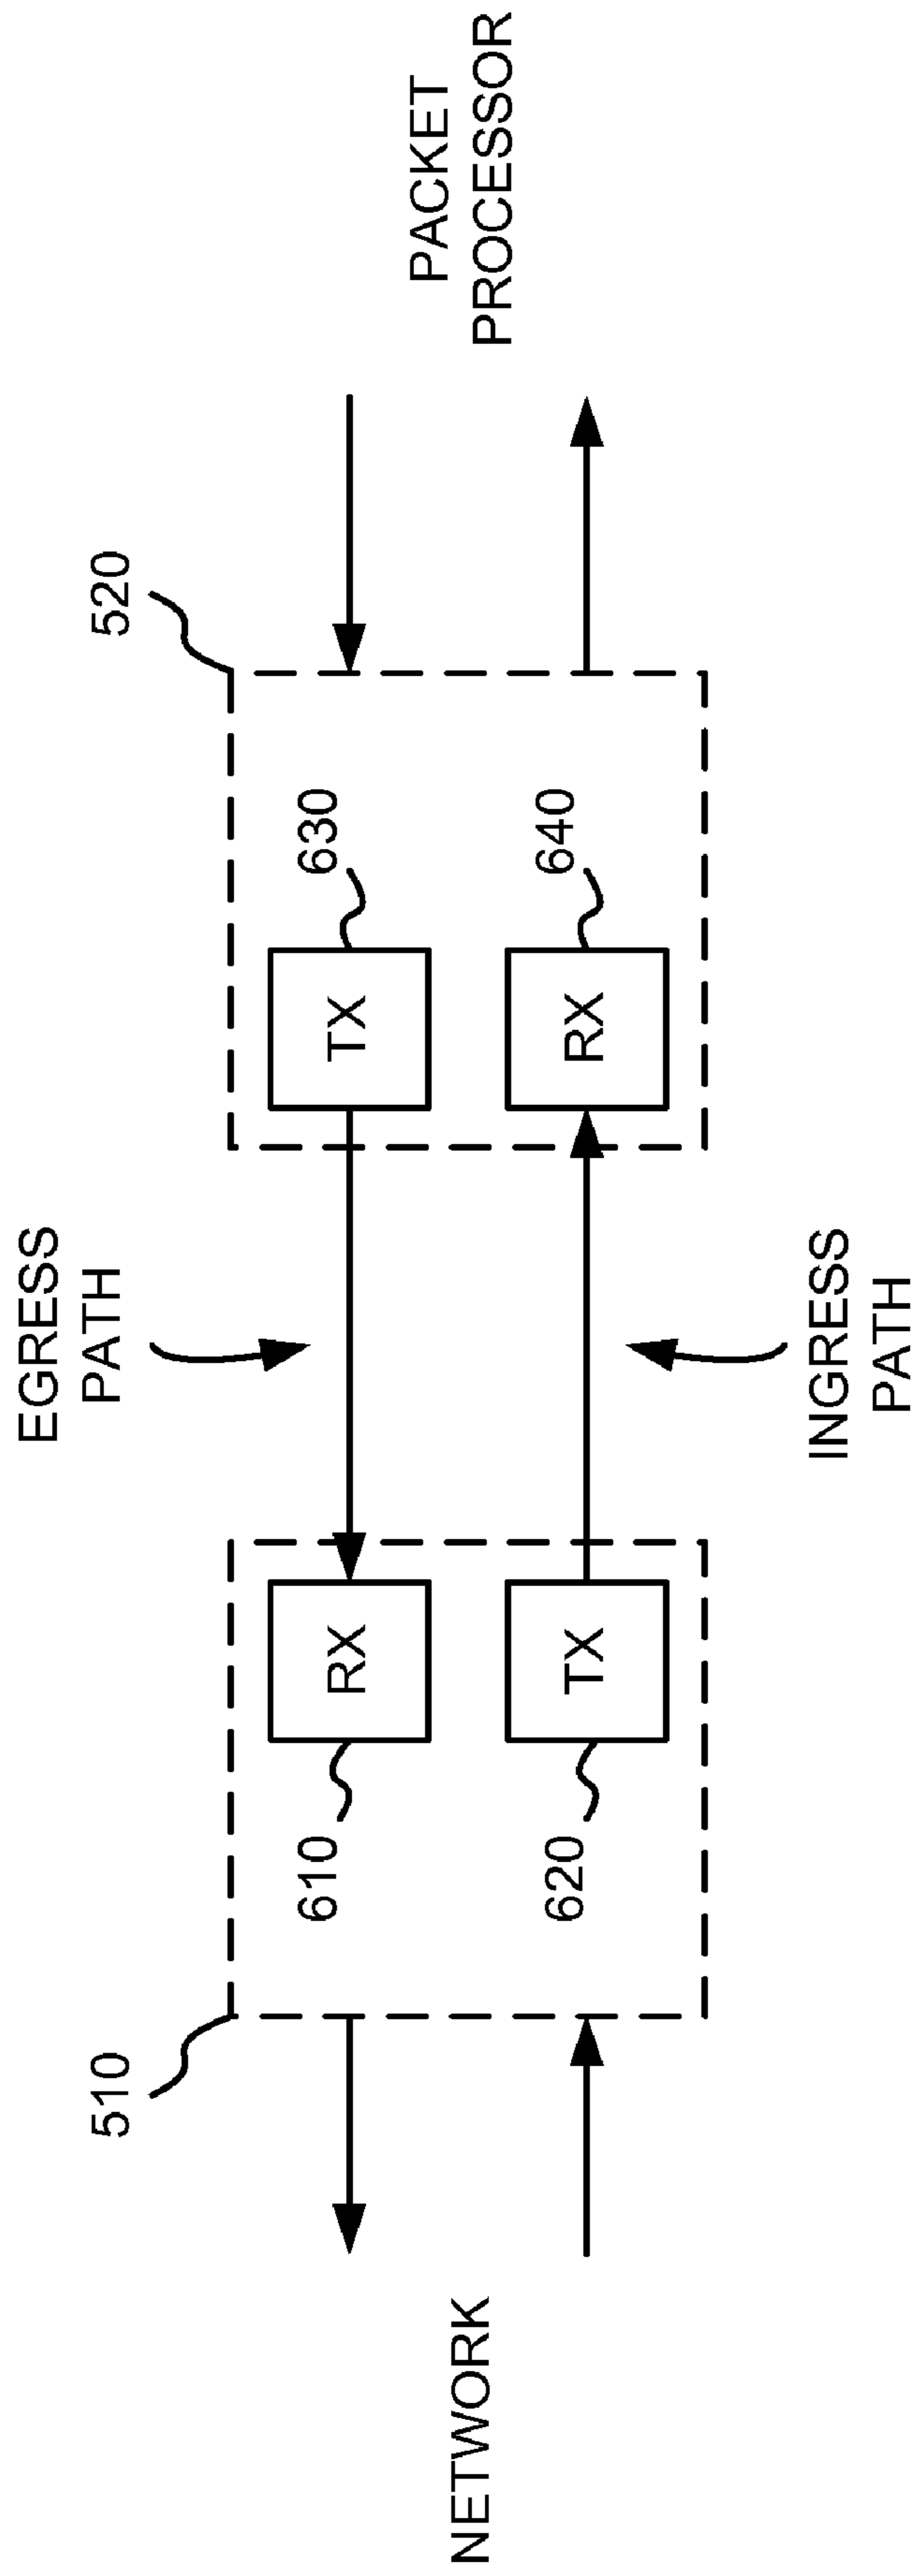 EGRESS
PATH
510
520
610
RX
TX
630
NETWORK
PACKET
PROCESSOR
620
TX
RX
640
INGRESS
PATH